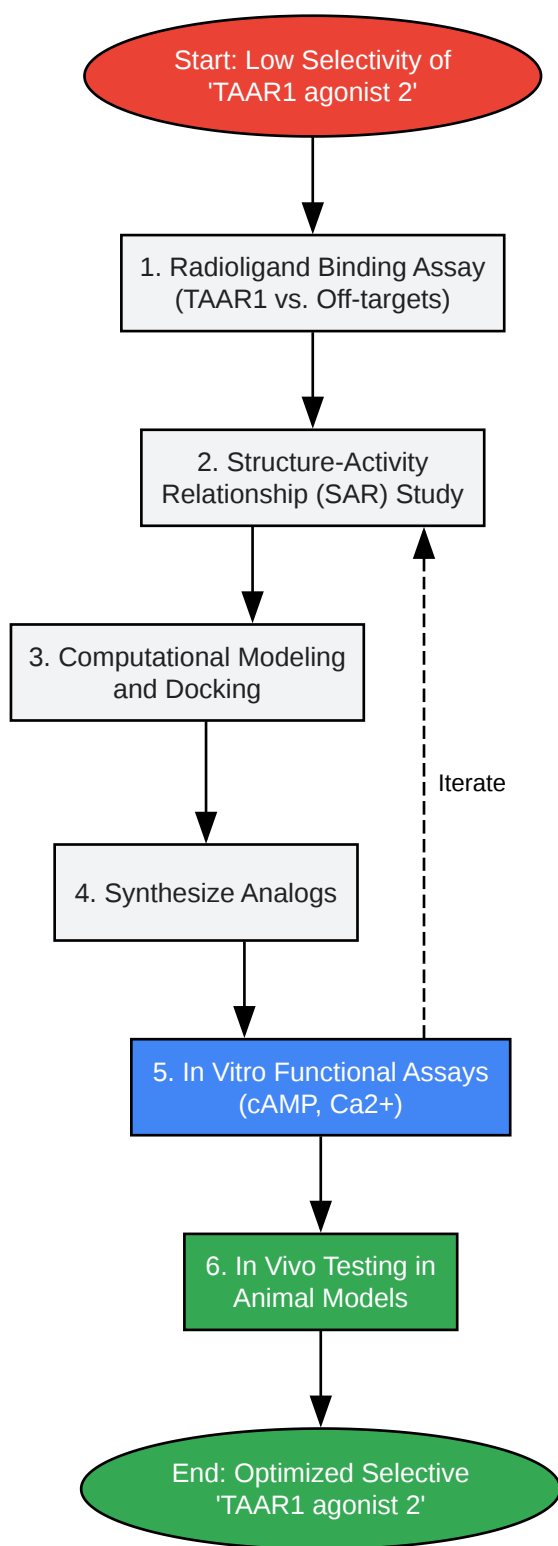 Start: Low Selectivity of
'TAAR1 agonist 2'
1. Radioligand Binding Assay
(TAAR1 vs. Off-targets)
2. Structure-Activity
Relationship (SAR) Study
3. Computational Modeling
and Docking
Iterate
4. Synthesize Analogs
5. In Vitro Functional Assays
(cAMP, Ca2+)
6. In Vivo Testing in
Animal Models
End: Optimized Selective
'TAAR1 agonist 2'